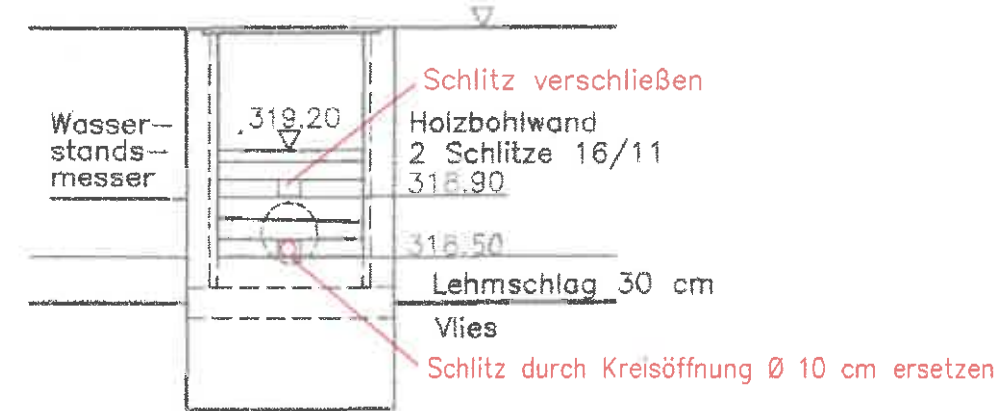 Schlitz verschließen
Wasser–
stands–
messer
319.20
Holzbohlwand
2 Schlitze 16/11
318.90
318.50
Lehmschlag 30 cm
Vlies
Schlitz durch Kreisöffnung Ø 10 cm ersetzen